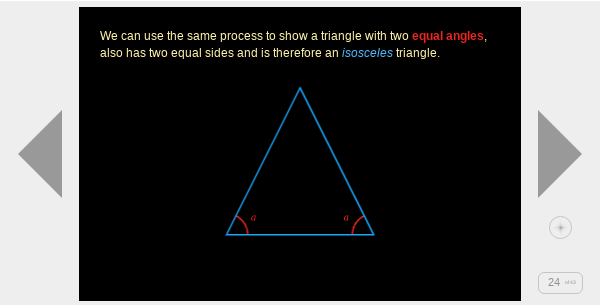 We can use the same process to show a triangle with two equal angles,
also has two equal sides and is therefore an isosceles triangle.
a a
24